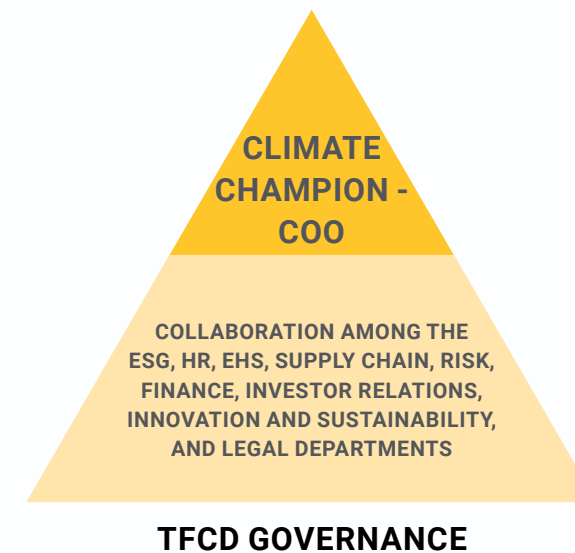 CLIMATE
CHAMPION -
COO
COLLABORATION AMONG THE
ESG, HR, EHS, SUPPLY CHAIN, RISK,
FINANCE, INVESTOR RELATIONS,
INNOVATION AND SUSTAINABILITY,
AND LEGAL DEPARTMENTS
TFCD GOVERNANCE